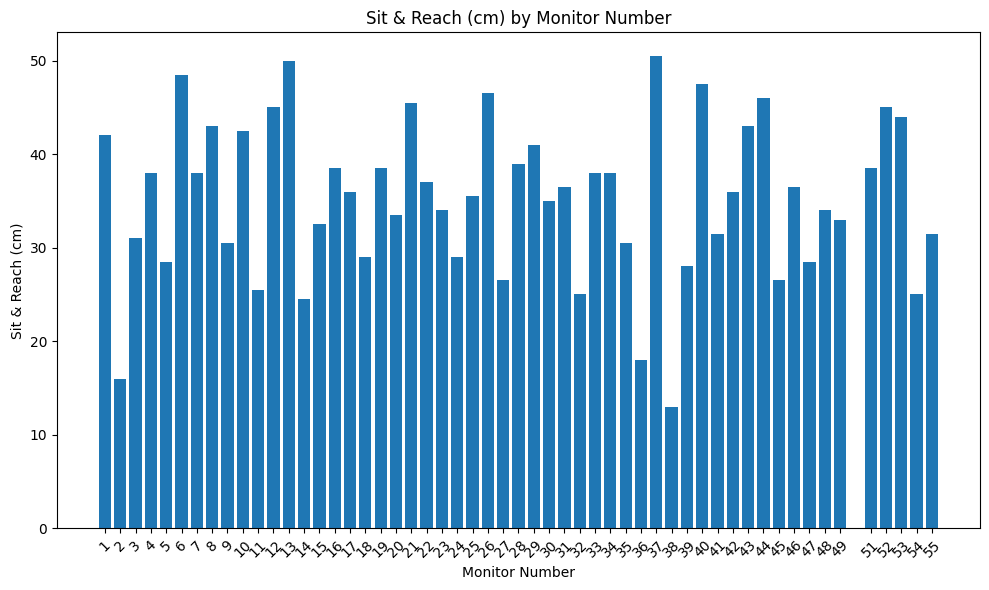 Sit & Reach (cm) by Monitor Number
Sit & Reach (cm)
50
40
30
20
10
0
1 2 3 4 5 6 7 8 9 10 11 12 13 14 15 16 17 18 19 20 21 22 23 24 25 26 27 28 29 30 31 32 33 34 35 36 37 38 39 40 41 42 43 44 45 46 47 48 49 51 52 53 54 55
Monitor Number